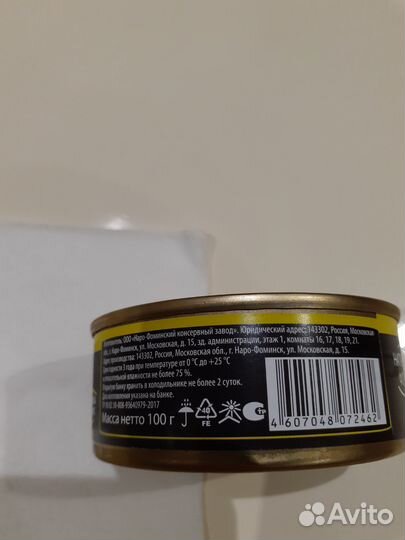 Изготовитель: ООО «Наро-Фоминский консервный завод». Юридический адрес: 143302, Россия, Московская
обл., г. Наро-Фоминск, ул. Московская, д. 15, зд. администрации, этаж 1, комнаты 16, 17, 18, 19, 21.
Адрес производства: 143302, Россия, Московская обл., г. Наро-Фоминск, ул. Московская, д. 15.
Срок годности 3 года при температуре от 0 °С до +25 °С
и относительной влажности не более 75 %.
Вскрытую банку хранить в холодильнике не более 2 суток.
Дата изготовления указана на банке.
Масса нетто 100 г
40
FE
4 607048 072462
Avito